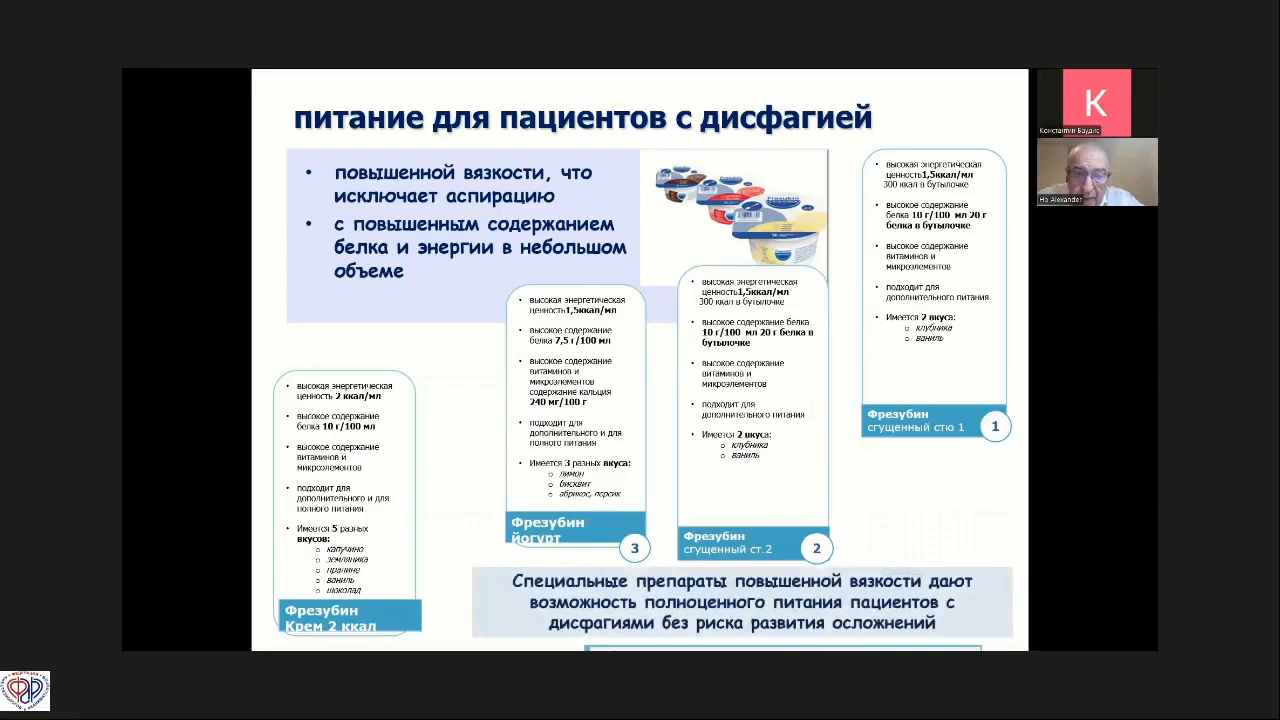 питание для пациентов с дисфагией
• повышенной вязкости, что
исключает аспирацию
• с повышенным содержанием
белка и энергии в небольшом
объеме
• высокая энергетическая
ценность 2 ккал/мл
• высокое содержание
белка 10 г/100 мл
• высокое содержание
витаминов и
микроэлементов
• подходит для
дополнительного и для
полного питания
• Имеется 5 разных
вкусов:
o капучино
o земляника
o пралине
o ваниль
o шоколад
Фрезубин
Крем 2 ккал
• высокая энергетическая
ценность1,5ккал/мл
• высокое содержание
белка 7,5 г/100 мл
• высокое содержание
витаминов и
микроэлементов
содержание кальция
240 мг/100 г
• подходит для
дополнительного и для
полного питания
• Имеется 3 разных вкуса:
o лимон
o бисквит
o абрикос, персик
Фрезубин
йогурт
3
• высокая энергетическая
ценность1,5ккал/мл
300 ккал в бутылочке
• высокое содержание белка
10 г/100 мл 20 г белка в
бутылочке
• высокое содержание
витаминов и
микроэлементов
• подходит для
дополнительного питания
• Имеется 2 вкуса:
o клубника
o ваниль
Фрезубин
сгущенный ст.2
2
• высокая энергетическая
ценность1,5ккал/мл
300 ккал в бутылочке
• высокое содержание
белка 10 г/100 мл 20 г
белка в бутылочке
• высокое содержание
витаминов и
микроэлементов
• подходит для
дополнительного питания
• Имеется 2 вкуса:
o клубника
o ваниль
Фрезубин
сгущенный стю 1
1
Специальные препараты повышенной вязкости дают
возможность полноценного питания пациентов с
дисфагиями без риска развития осложнений
K
Константин Баудис
Ho Alexander